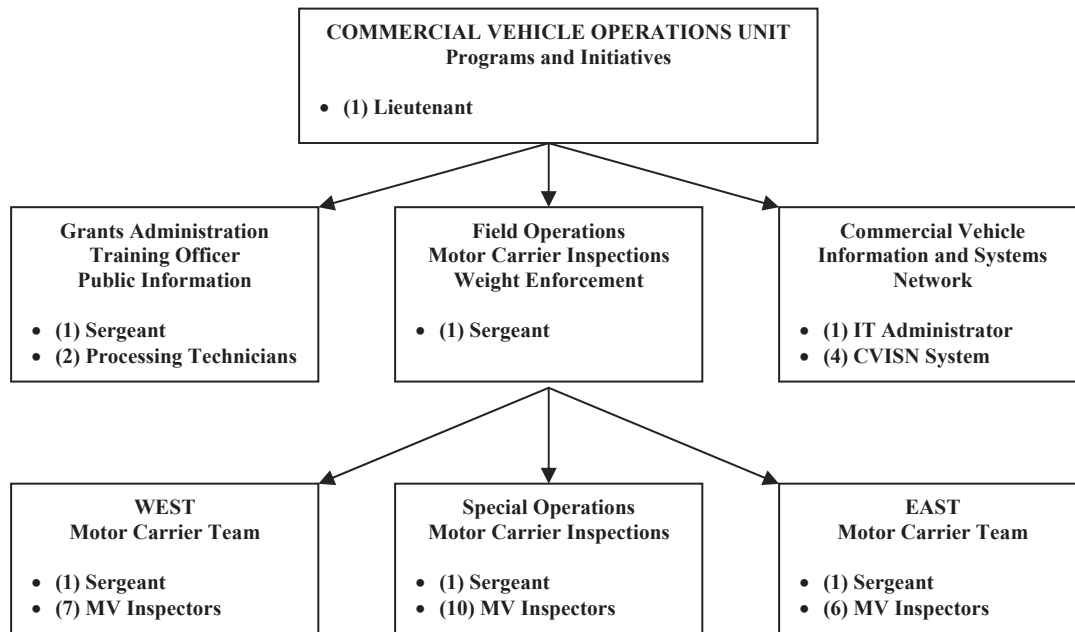 COMMERCIAL VEHICLE OPERATIONS UNIT
Programs and Initiatives
• (1) Lieutenant
Grants Administration
Training Officer
Public Information
• (1) Sergeant
• (2) Processing Technicians
Field Operations
Motor Carrier Inspections
Weight Enforcement
• (1) Sergeant
Commercial Vehicle
Information and Systems
Network
• (1) IT Administrator
• (4) CVISN System
WEST
Motor Carrier Team
• (1) Sergeant
• (7) MV Inspectors
Special Operations
Motor Carrier Inspections
• (1) Sergeant
• (10) MV Inspectors
EAST
Motor Carrier Team
• (1) Sergeant
• (6) MV Inspectors